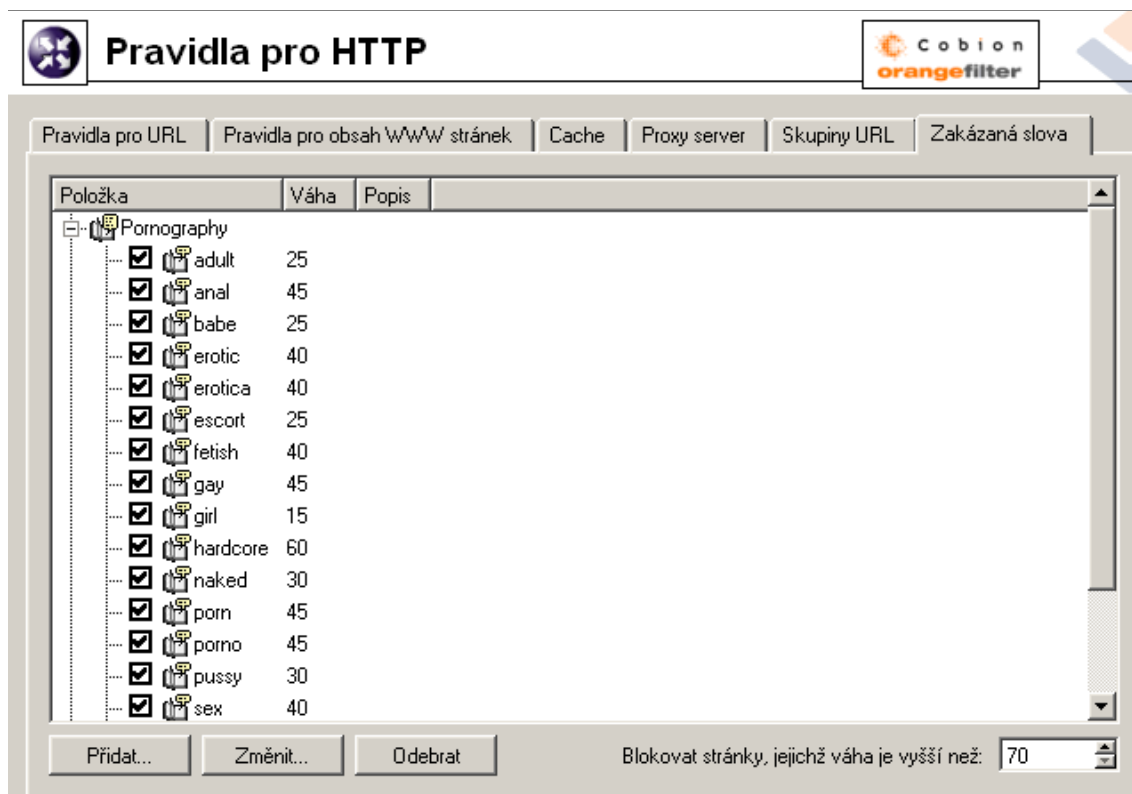 Pravidla pro HTTP
Cobion
orangefilter
Pravidla pro URL Pravidla pro obsah WWW stránek Cache Proxy server Skupiny URL Zakázaná slova
Položka Váha Popis
Pornography
adult 25
anal 45
babe 25
erotic 40
erotica 40
escort 25
fetish 40
gay 45
girl 15
hardcore 60
naked 30
porn 45
porno 45
pussy 30
sex 40
Přidat... Změnit... Odebrat Blokovat stránky, jejichž váha je vyšší než: 70